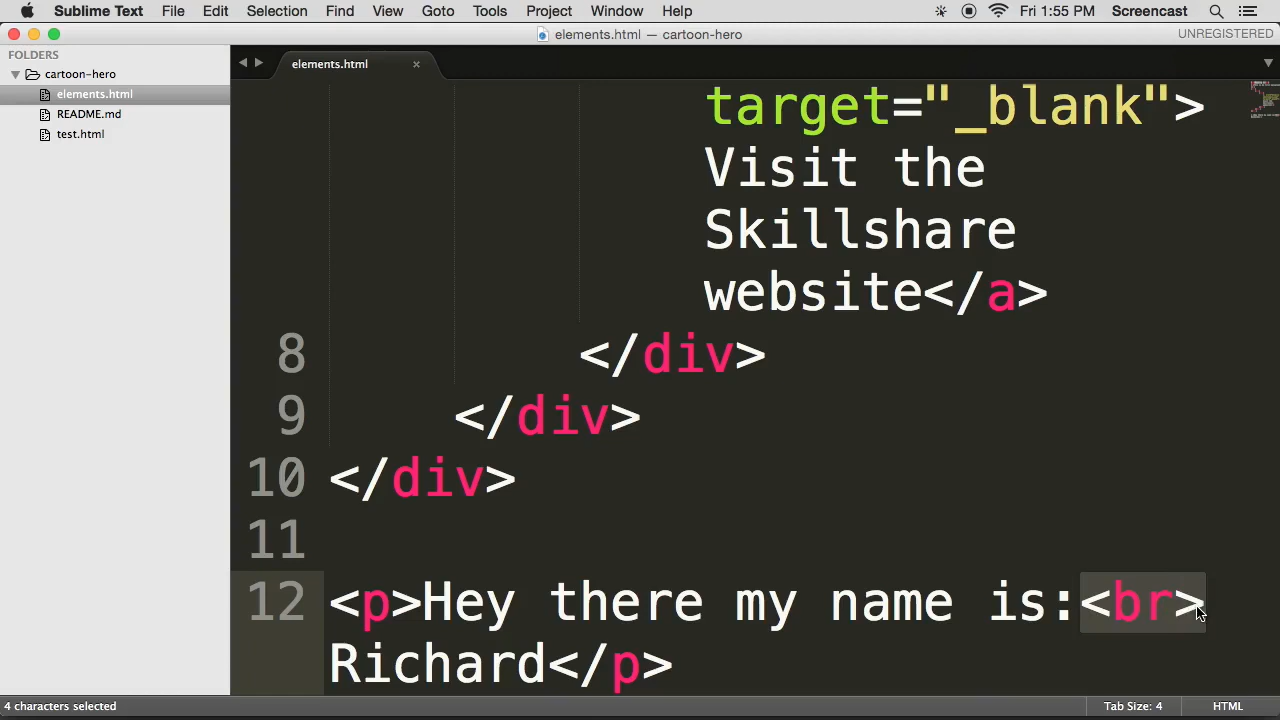 Sublime Text File Edit Selection Find View Goto Tools Project Window Help Fri 1:55 PM Screencast
elements.html — cartoon-hero UNREGISTERED
FOLDERS
cartoon-hero
elements.html
README.md
test.html
elements.html ×
target="_blank">
Visit the
Skillshare
website</a>
8 </div>
9 </div>
10 </div>
11
12 <p>Hey there my name is:<br>
Richard</p>
4 characters selected Tab Size: 4 HTML